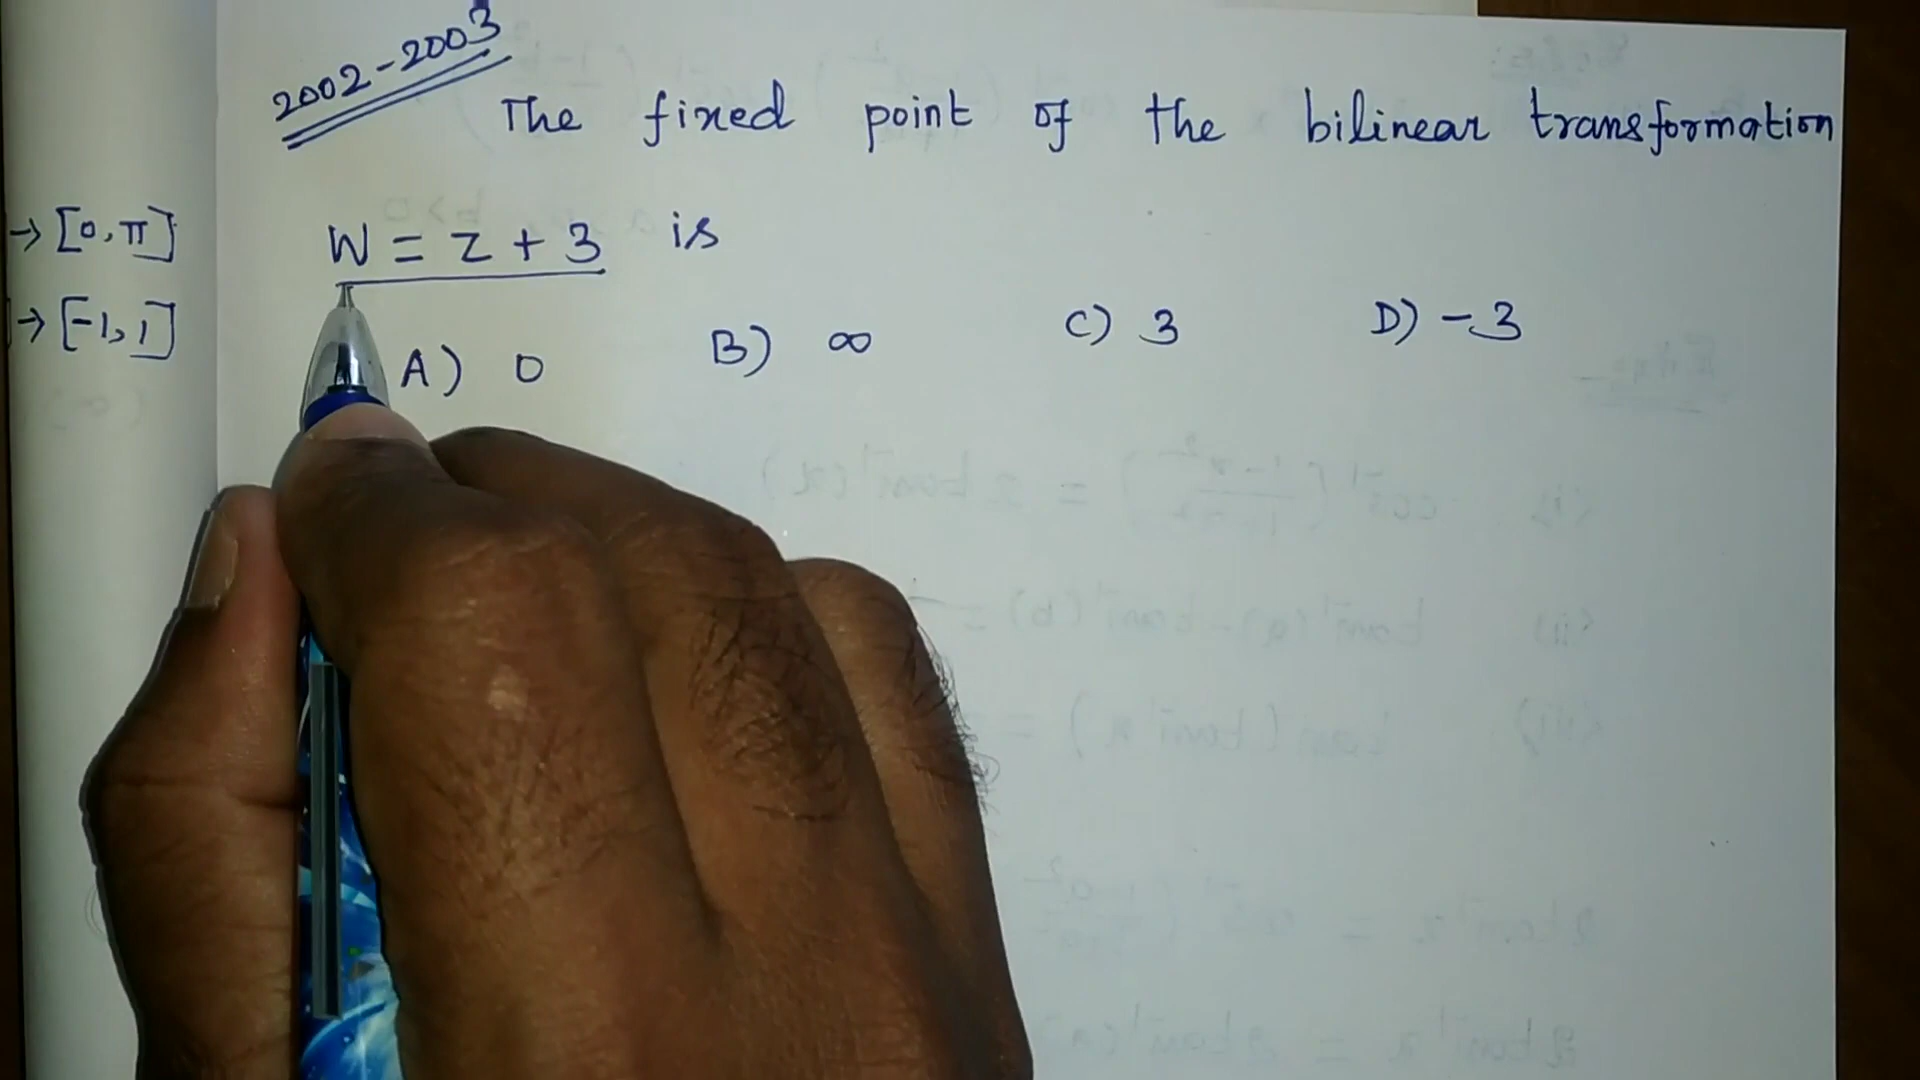 2002-2003
The fixed point of the bilinear transformation
W = z + 3 is
A) 0 B) ∞ C) 3 D) -3
→ [0, π]
→ [-1, 1]